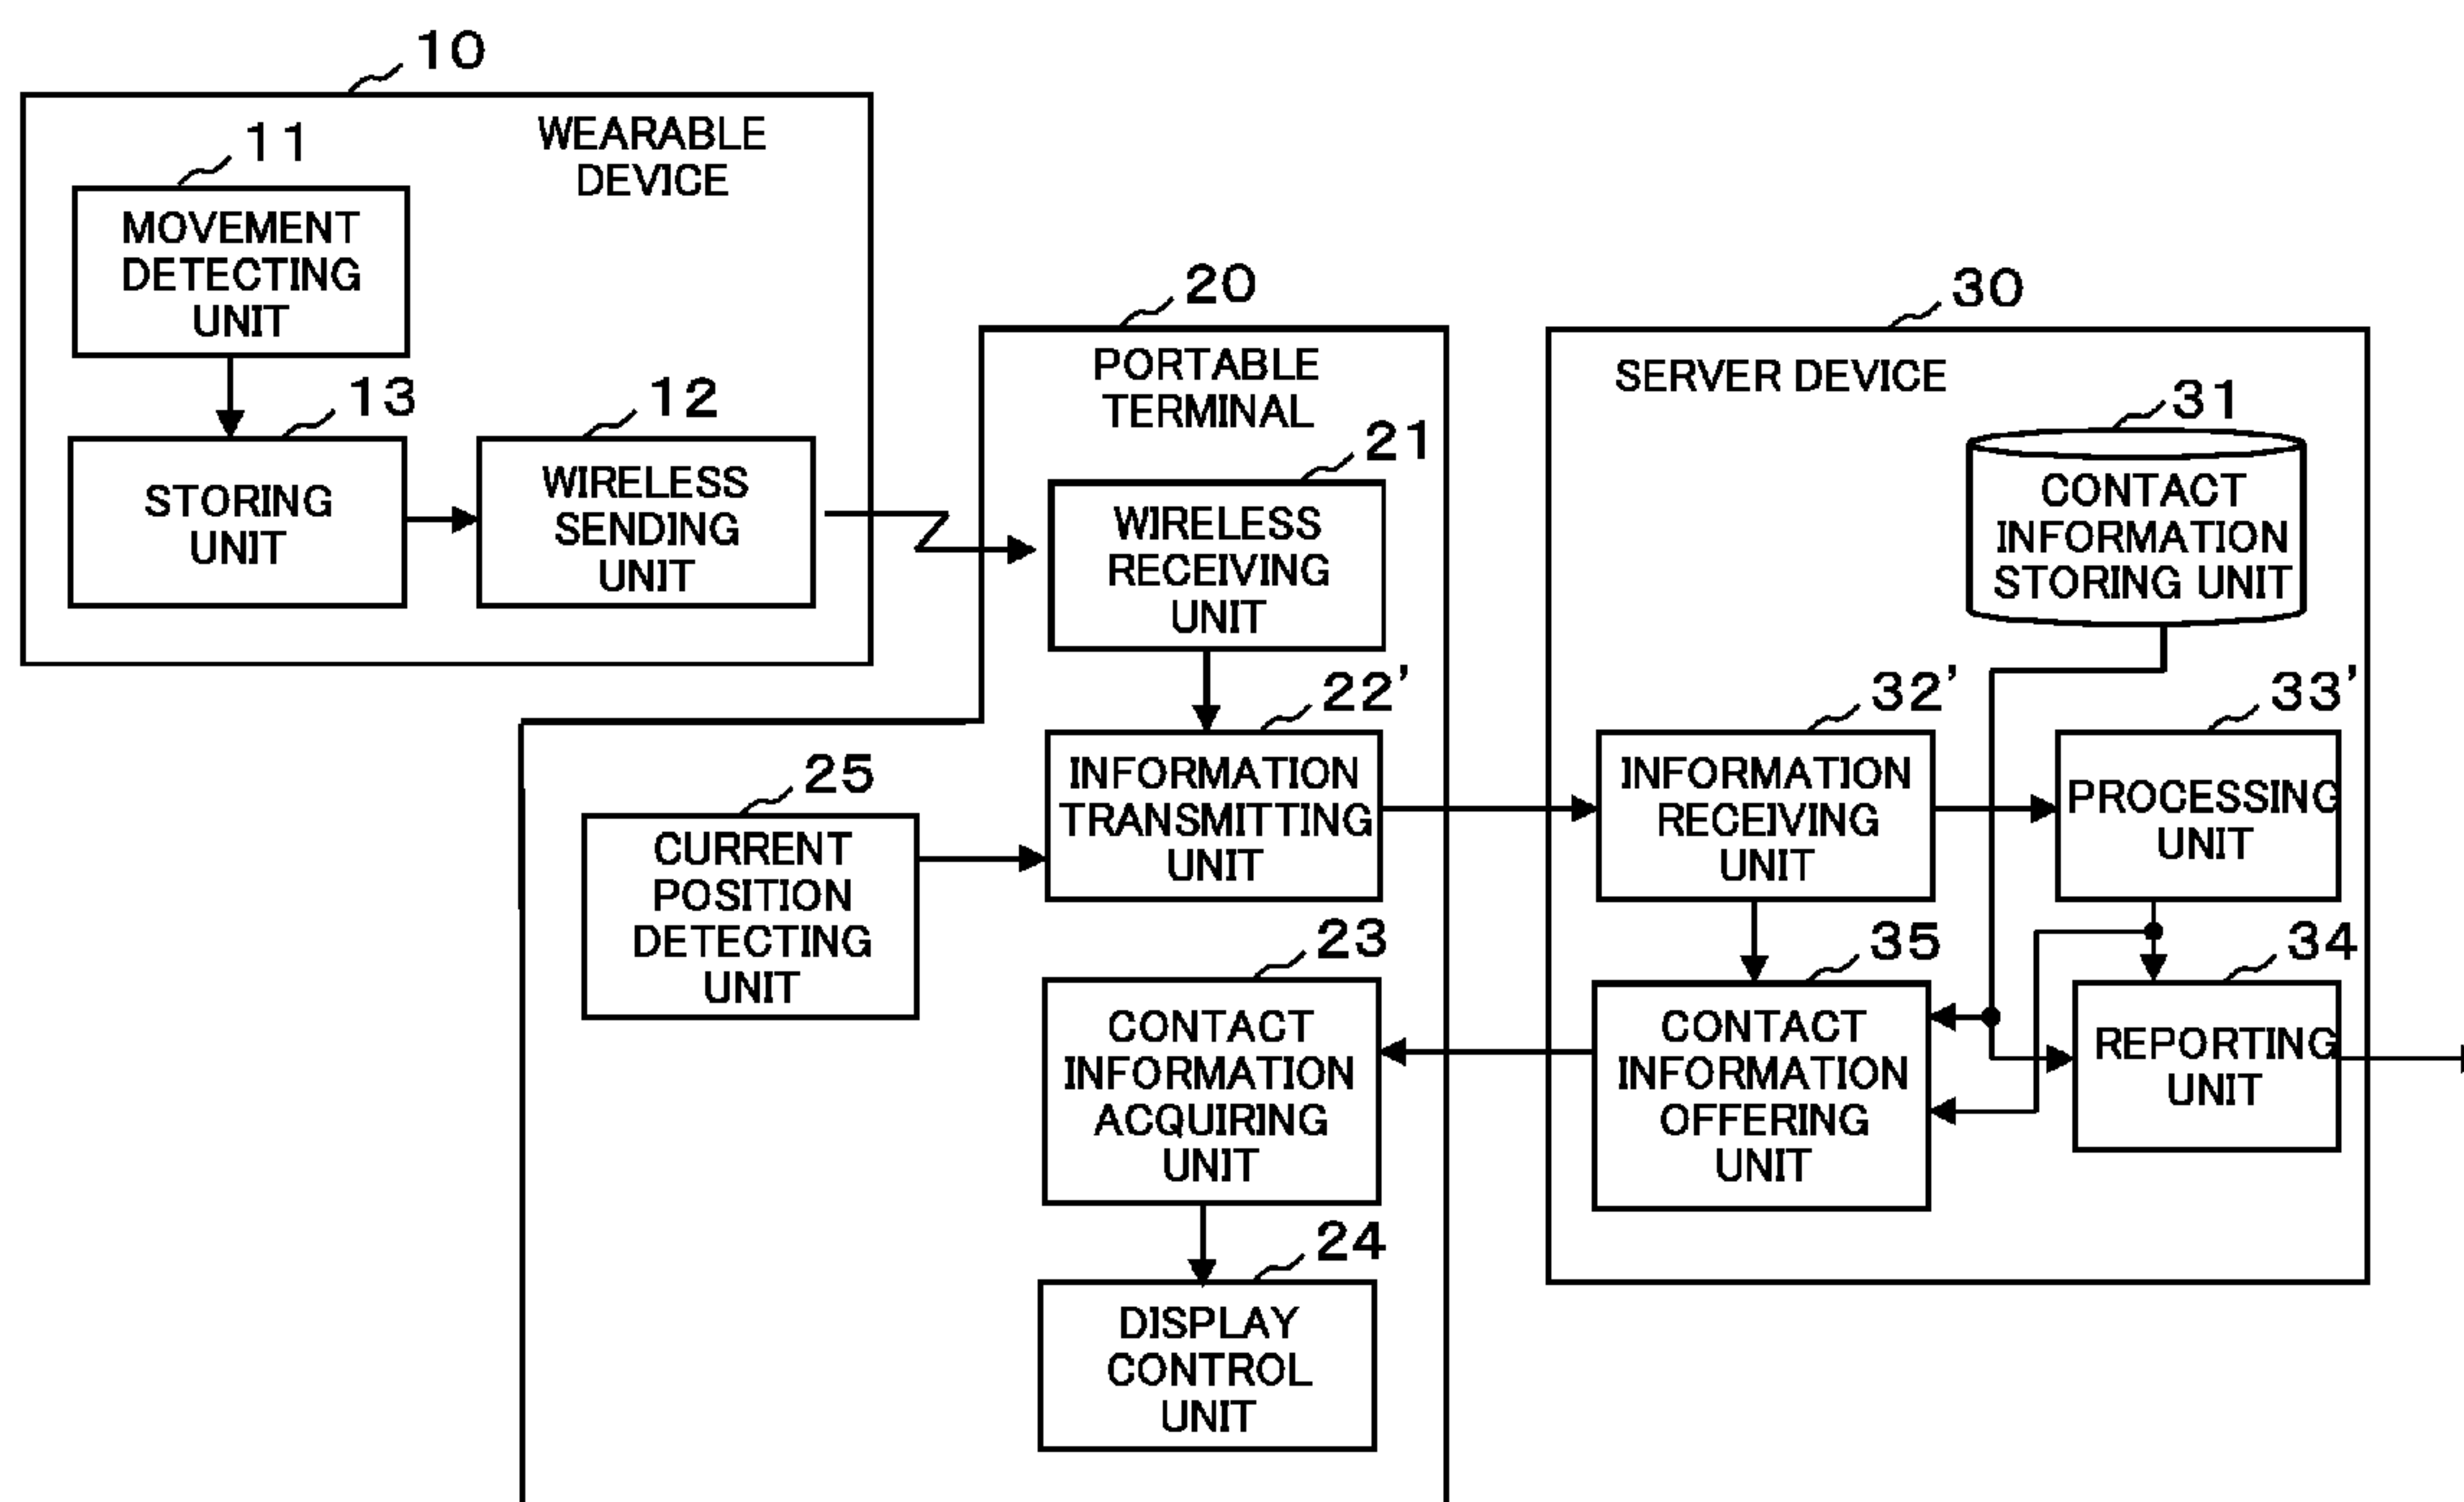 10
WEARABLE
DEVICE
11
MOVEMENT
DETECTING
UNIT
13
STORING
UNIT
12
WIRELESS
SENDING
UNIT
20
PORTABLE
TERMINAL
21
WIRELESS
RECEIVING
UNIT
22'
INFORMATION
TRANSMITTING
UNIT
25
CURRENT
POSITION
DETECTING
UNIT
23
CONTACT
INFORMATION
ACQUIRING
UNIT
24
DISPLAY
CONTROL
UNIT
30
SERVER DEVICE
31
CONTACT
INFORMATION
STORING UNIT
32'
INFORMATION
RECEIVING
UNIT
33'
PROCESSING
UNIT
35
CONTACT
INFORMATION
OFFERING
UNIT
34
REPORTING
UNIT